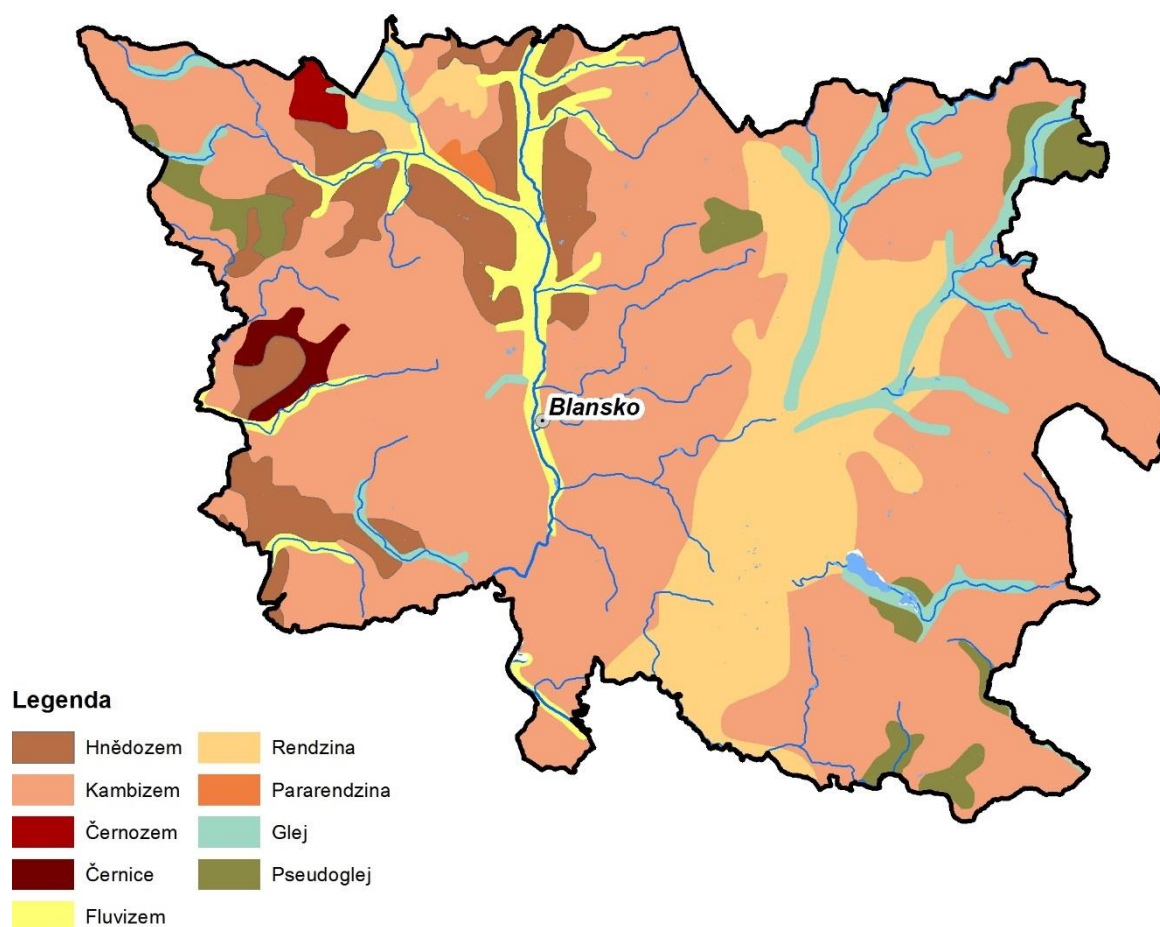 Blansko
Legenda
Hnědozem
Kambizem
Černozem
Černice
Fluvizem
Rendzina
Pararendzina
Glej
Pseudoglej